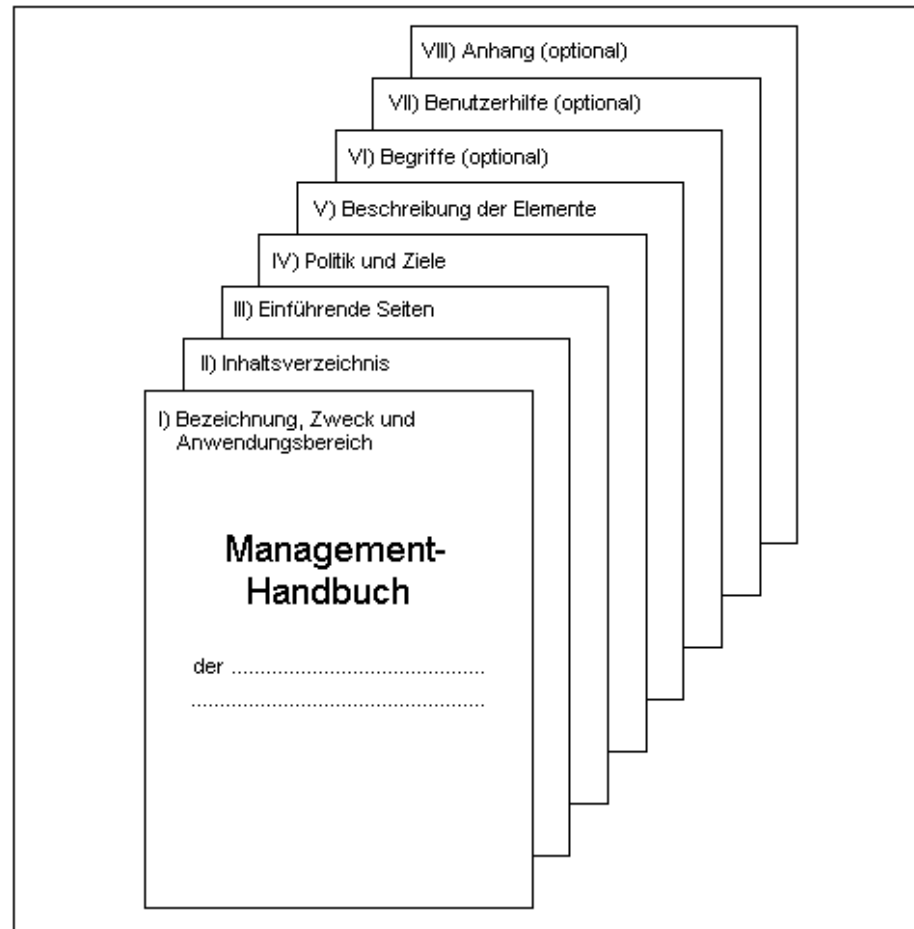 VIII) Anhang (optional)
VII) Benutzerhilfe (optional)
VI) Begriffe (optional)
V) Beschreibung der Elemente
IV) Politik und Ziele
III) Einführende Seiten
II) Inhaltsverzeichnis
I) Bezeichnung, Zweck und
Anwendungsbereich
Management-
Handbuch
der ..............................................
.....................................................